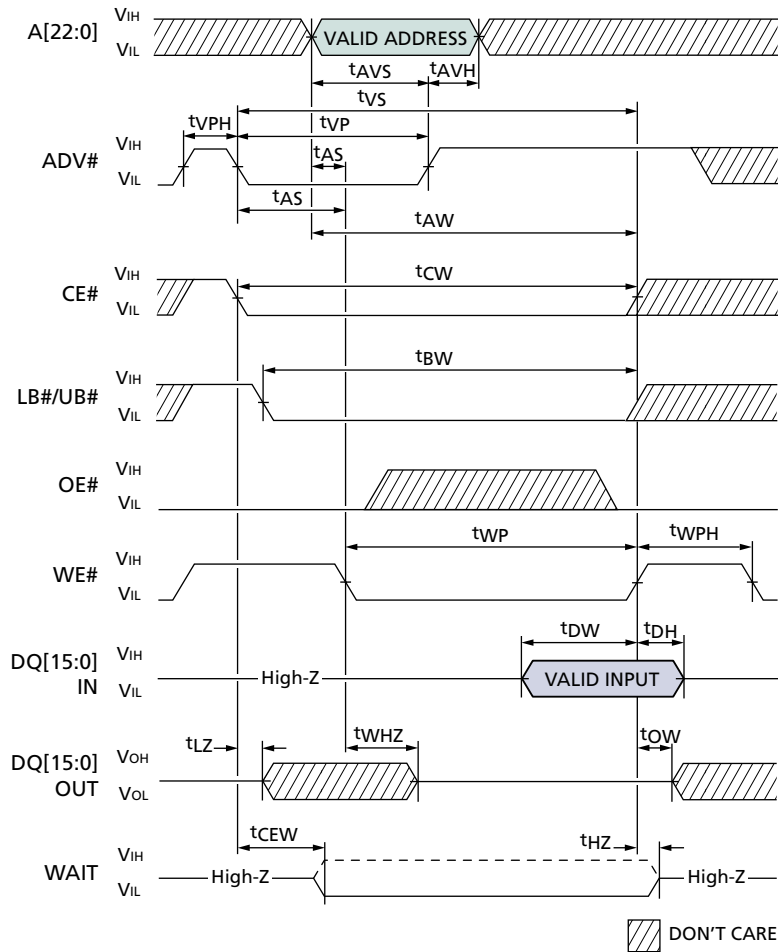 A[22:0]
VIH
VIL
VALID ADDRESS
tAVS
tAVH
tVS
tVPH
tVP
ADV#
VIH
VIL
tAS
tAS
tAW
CE#
VIH
VIL
tCW
LB#/UB#
VIH
VIL
tBW
OE#
VIH
VIL
WE#
VIH
VIL
tWP
tWPH
DQ[15:0]
IN
VIH
VIL
High-Z
tDW
tDH
VALID INPUT
DQ[15:0]
OUT
VOH
VOL
tLZ
tWHZ
tOW
WAIT
VIH
VIL
tCEW
tHZ
High-Z
High-Z
DON'T CARE